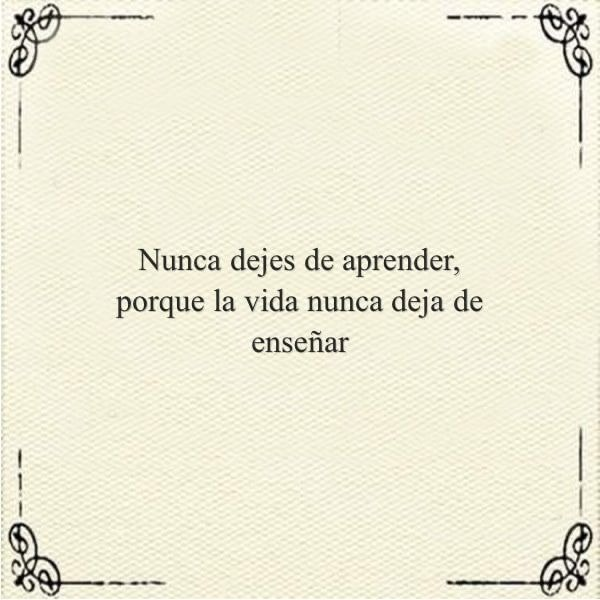 Nunca dejes de aprender,
porque la vida nunca deja de
enseñar